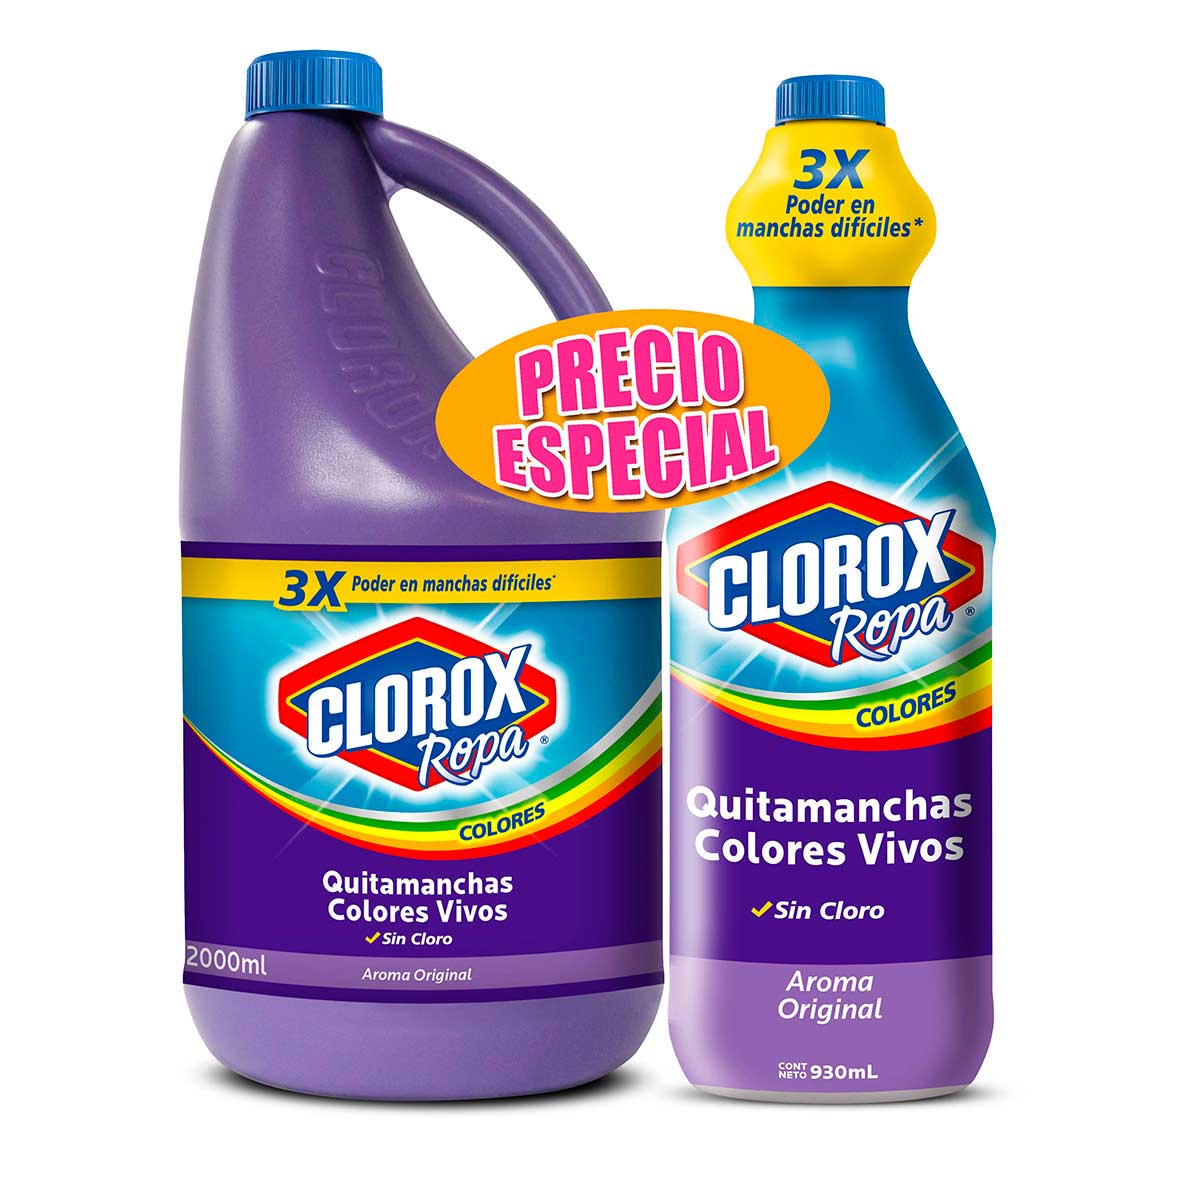 CLOROX
3X Poder en manchas difíciles*
CLOROX
Ropa ®
COLORES
Quitamanchas
Colores Vivos
Sin Cloro
2000ml
Aroma Original
PRECIO
ESPECIAL
3X
Poder en
manchas difíciles*
CLOROX
Ropa ®
COLORES
Quitamanchas
Colores Vivos
Sin Cloro
Aroma
Original
CONT
NETO 930mL